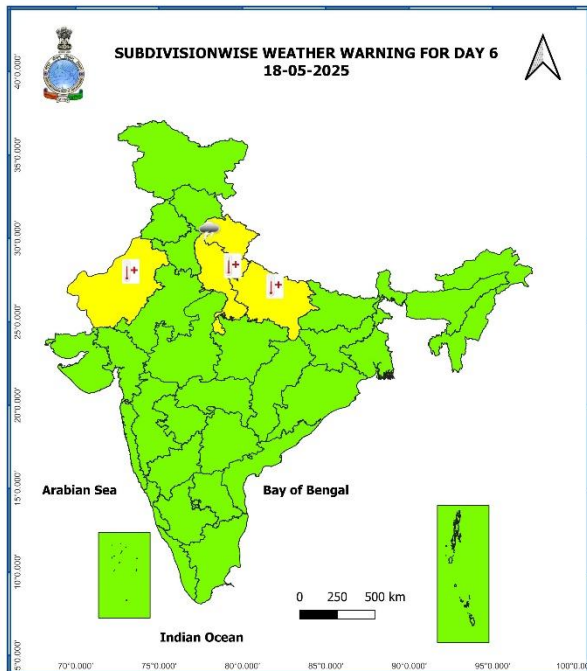 SUBDIVISIONWISE WEATHER WARNING FOR DAY 6
18-05-2025
40°0.000'
35°0.000'
30°0.000'
25°0.000'
20°0.000'
15°0.000'
10°0.000'
5°0.000'
Arabian Sea
Bay of Bengal
0 250 500 km
Indian Ocean
70°0.000' 75°0.000' 80°0.000' 85°0.000' 90°0.000' 95°0.000' 100°0.0